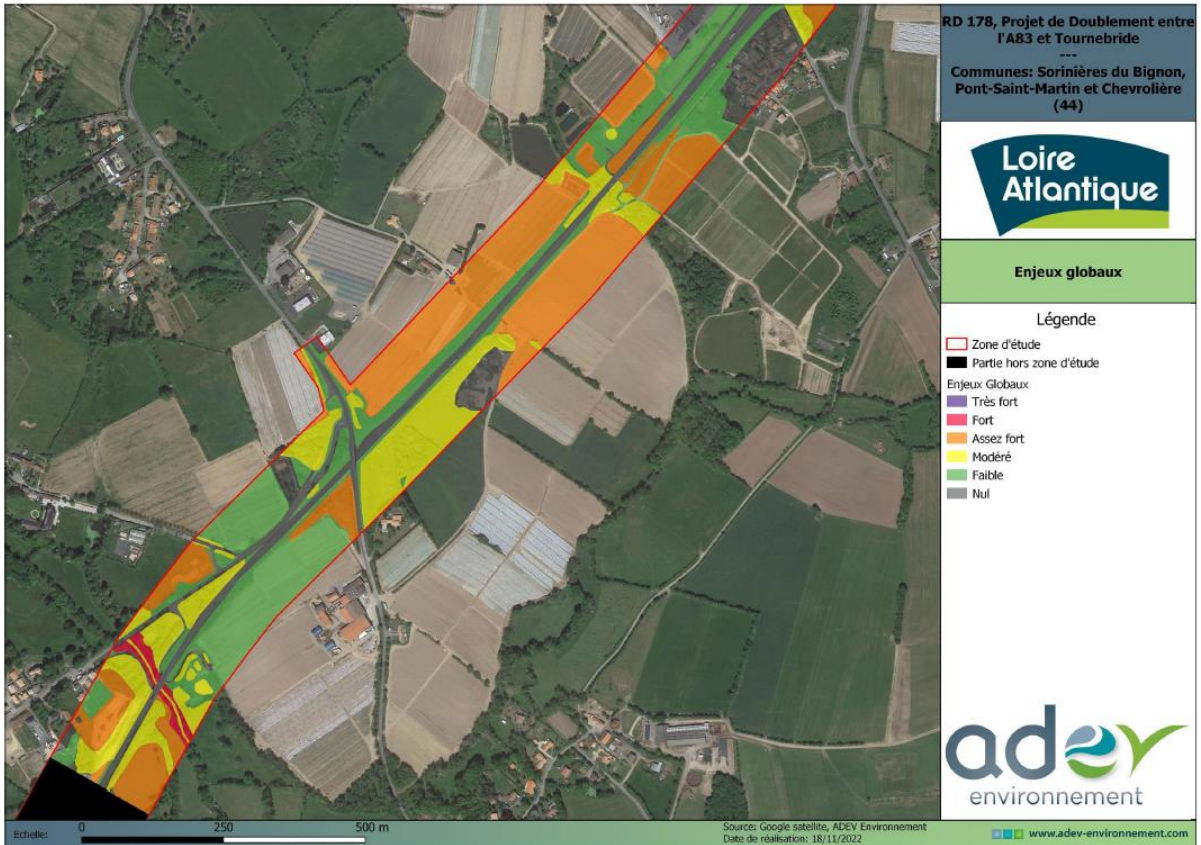 RD 178, Projet de Doublement entre
l'A83 et Tournebride
---
Communes: Sorinières du Bignon,
Pont-Saint-Martin et Chevrolière
(44)
Loire
Atlantique
Enjeux globaux
Légende
Zone d'étude
Partie hors zone d'étude
Enjeux Globaux
Très fort
Fort
Assez fort
Modéré
Faible
Nul
adev
environnement
Echelle: 0 250 500 m
Source: Google satellite, ADEV Environnement
Date de réalisation: 18/11/2022
www.adev-environnement.com